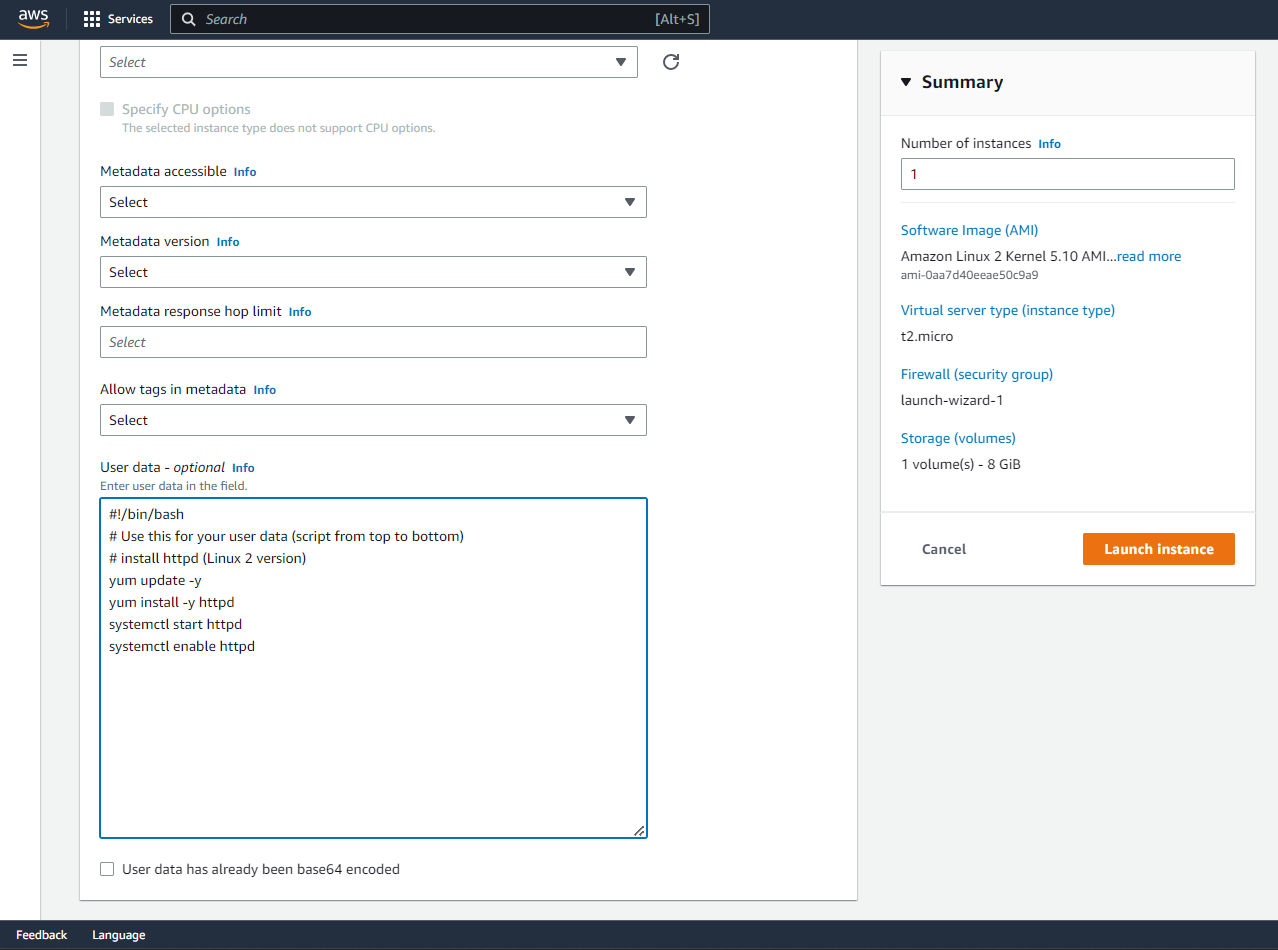 aws
Services
Search
[Alt+S]
Select
Specify CPU options
The selected instance type does not support CPU options.
Metadata accessible Info
Select
Metadata version Info
Select
Metadata response hop limit Info
Select
Allow tags in metadata Info
Select
User data - optional Info
Enter user data in the field.
#!/bin/bash
# Use this for your user data (script from top to bottom)
# install httpd (Linux 2 version)
yum update -y
yum install -y httpd
systemctl start httpd
systemctl enable httpd
User data has already been base64 encoded
Summary
Number of instances Info
1
Software Image (AMI)
Amazon Linux 2 Kernel 5.10 AMI...read more
ami-0aa7d40eeae50c9a9
Virtual server type (instance type)
t2.micro
Firewall (security group)
launch-wizard-1
Storage (volumes)
1 volume(s) - 8 GiB
Cancel
Launch instance
Feedback
Language